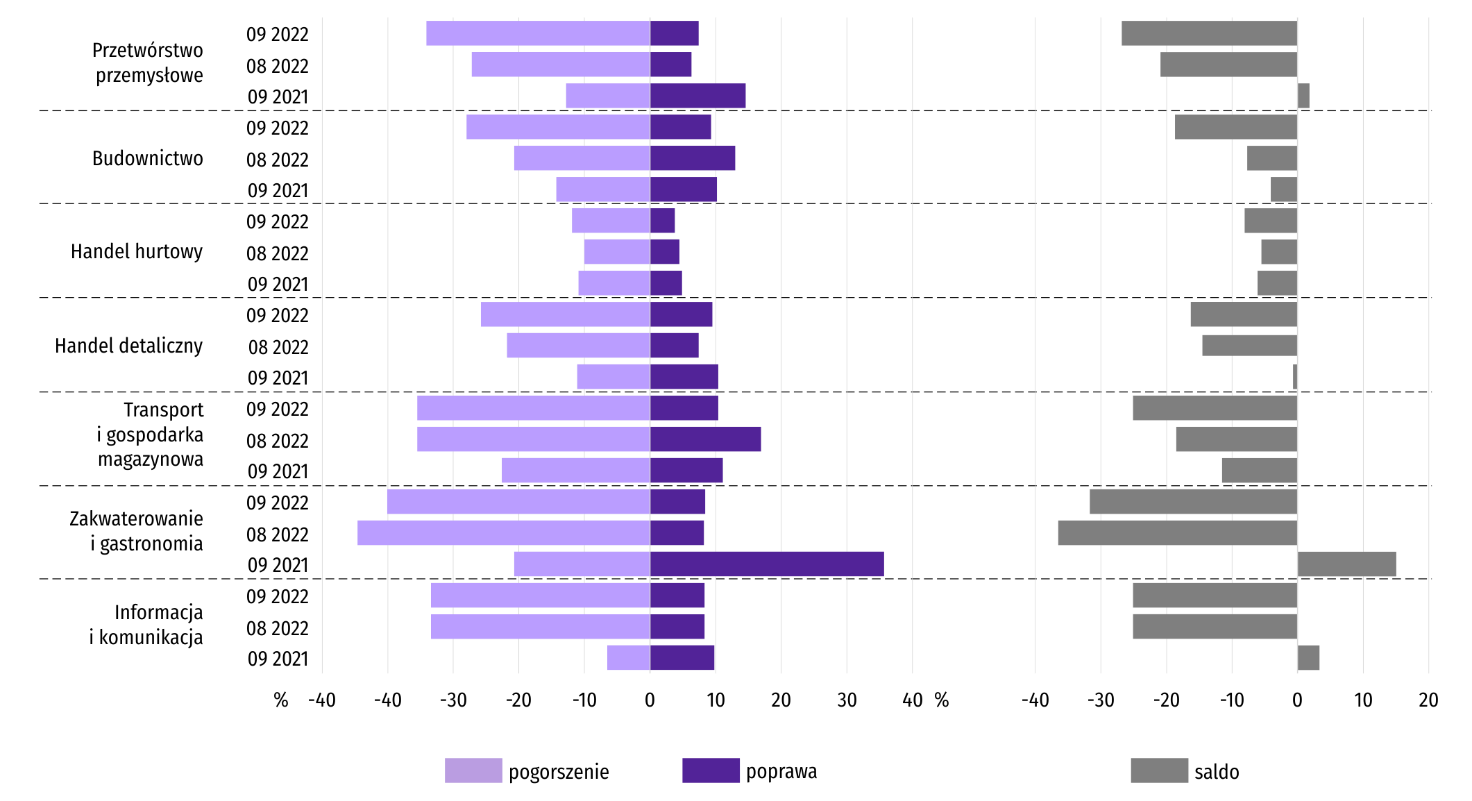 09 2022
Przetwórstwo
przemysłowe
08 2022
09 2021
09 2022
Budownictwo
08 2022
09 2021
09 2022
Handel hurtowy
08 2022
09 2021
09 2022
Handel detaliczny
08 2022
09 2021
Transport
i gospodarka
magazynowa
09 2022
08 2022
09 2021
09 2022
Zakwaterowanie
i gastronomia
08 2022
09 2021
09 2022
Informacja
i komunikacja
08 2022
09 2021
% -40 -40 -30 -20 -10 0 10 20 30 40 % -40 -30 -20 -10 0 10 20
pogorszenie poprawa saldo